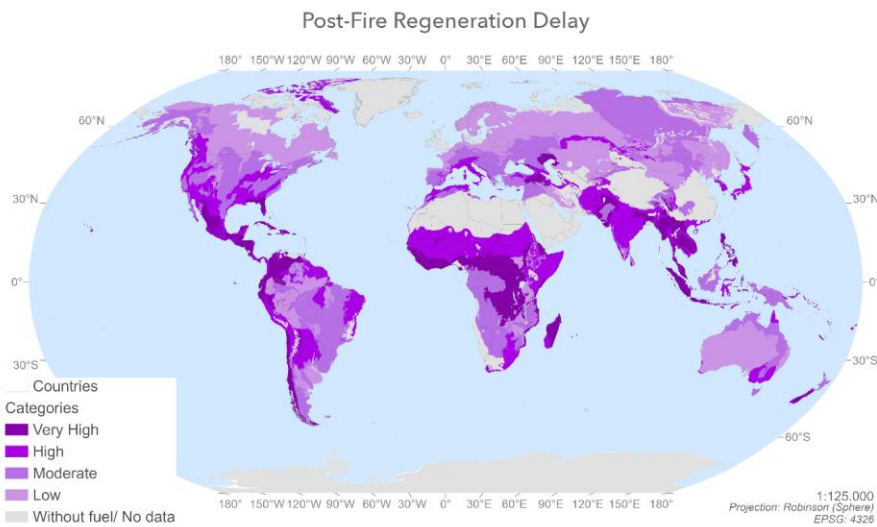 Post-Fire Regeneration Delay
180° 150°W 120°W 90°W 60°W 30°W 0° 30°E 60°E 90°E 120°E 150°E 180°
60°N 60°N
30°N 30°N
0° 0°
30°S 30°S
60°S
Countries
Categories
Very High
High
Moderate
Low
Without fuel/ No data
180° 150°W 120°W 90°W 60°W 30°W 0° 30°E 60°E 90°E 120°E 150°E 180°
1:125.000
Projection: Robinson (Sphere)
EPSG: 4326